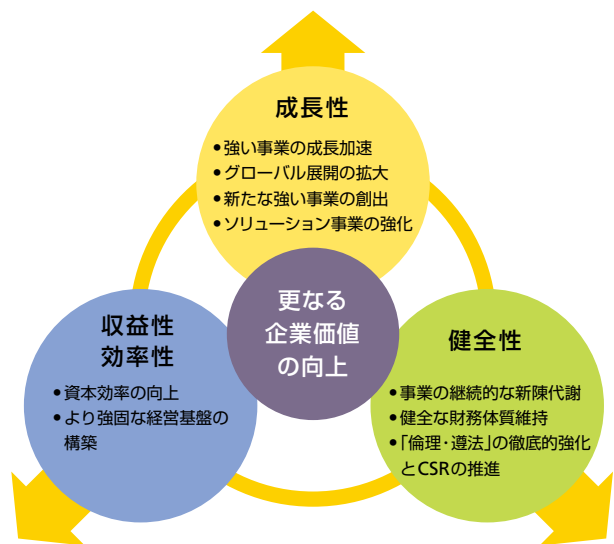 成長性
•強い事業の成長加速
•グローバル展開の拡大
•新たな強い事業の創出
•ソリューション事業の強化
更なる
企業価値
の向上
収益性
効率性
•資本効率の向上
•より強固な経営基盤の
構築
健全性
•事業の継続的な新陳代謝
•健全な財務体質維持
•「倫理・遵法」の徹底的強化
とCSRの推進